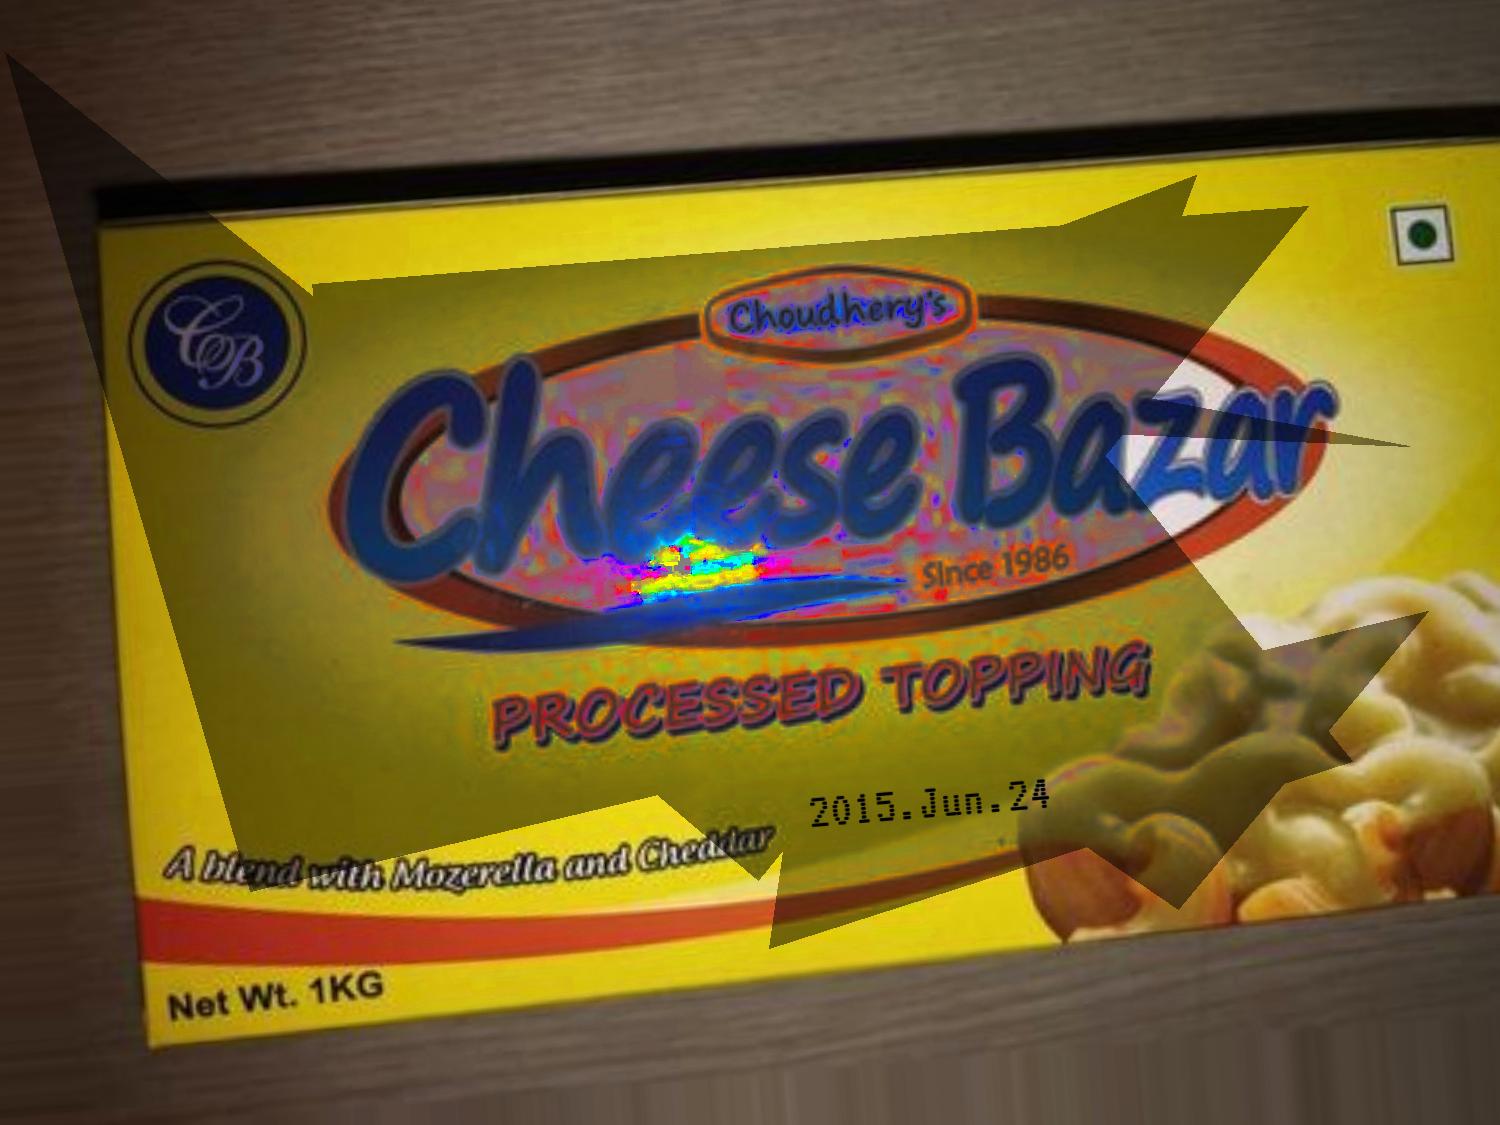 CB
Choudhery's
Cheese Bazar
Since 1986
PROCESSED TOPPING
2015.Jun.24
A blend with Mozerella and Cheddar
Net Wt. 1KG